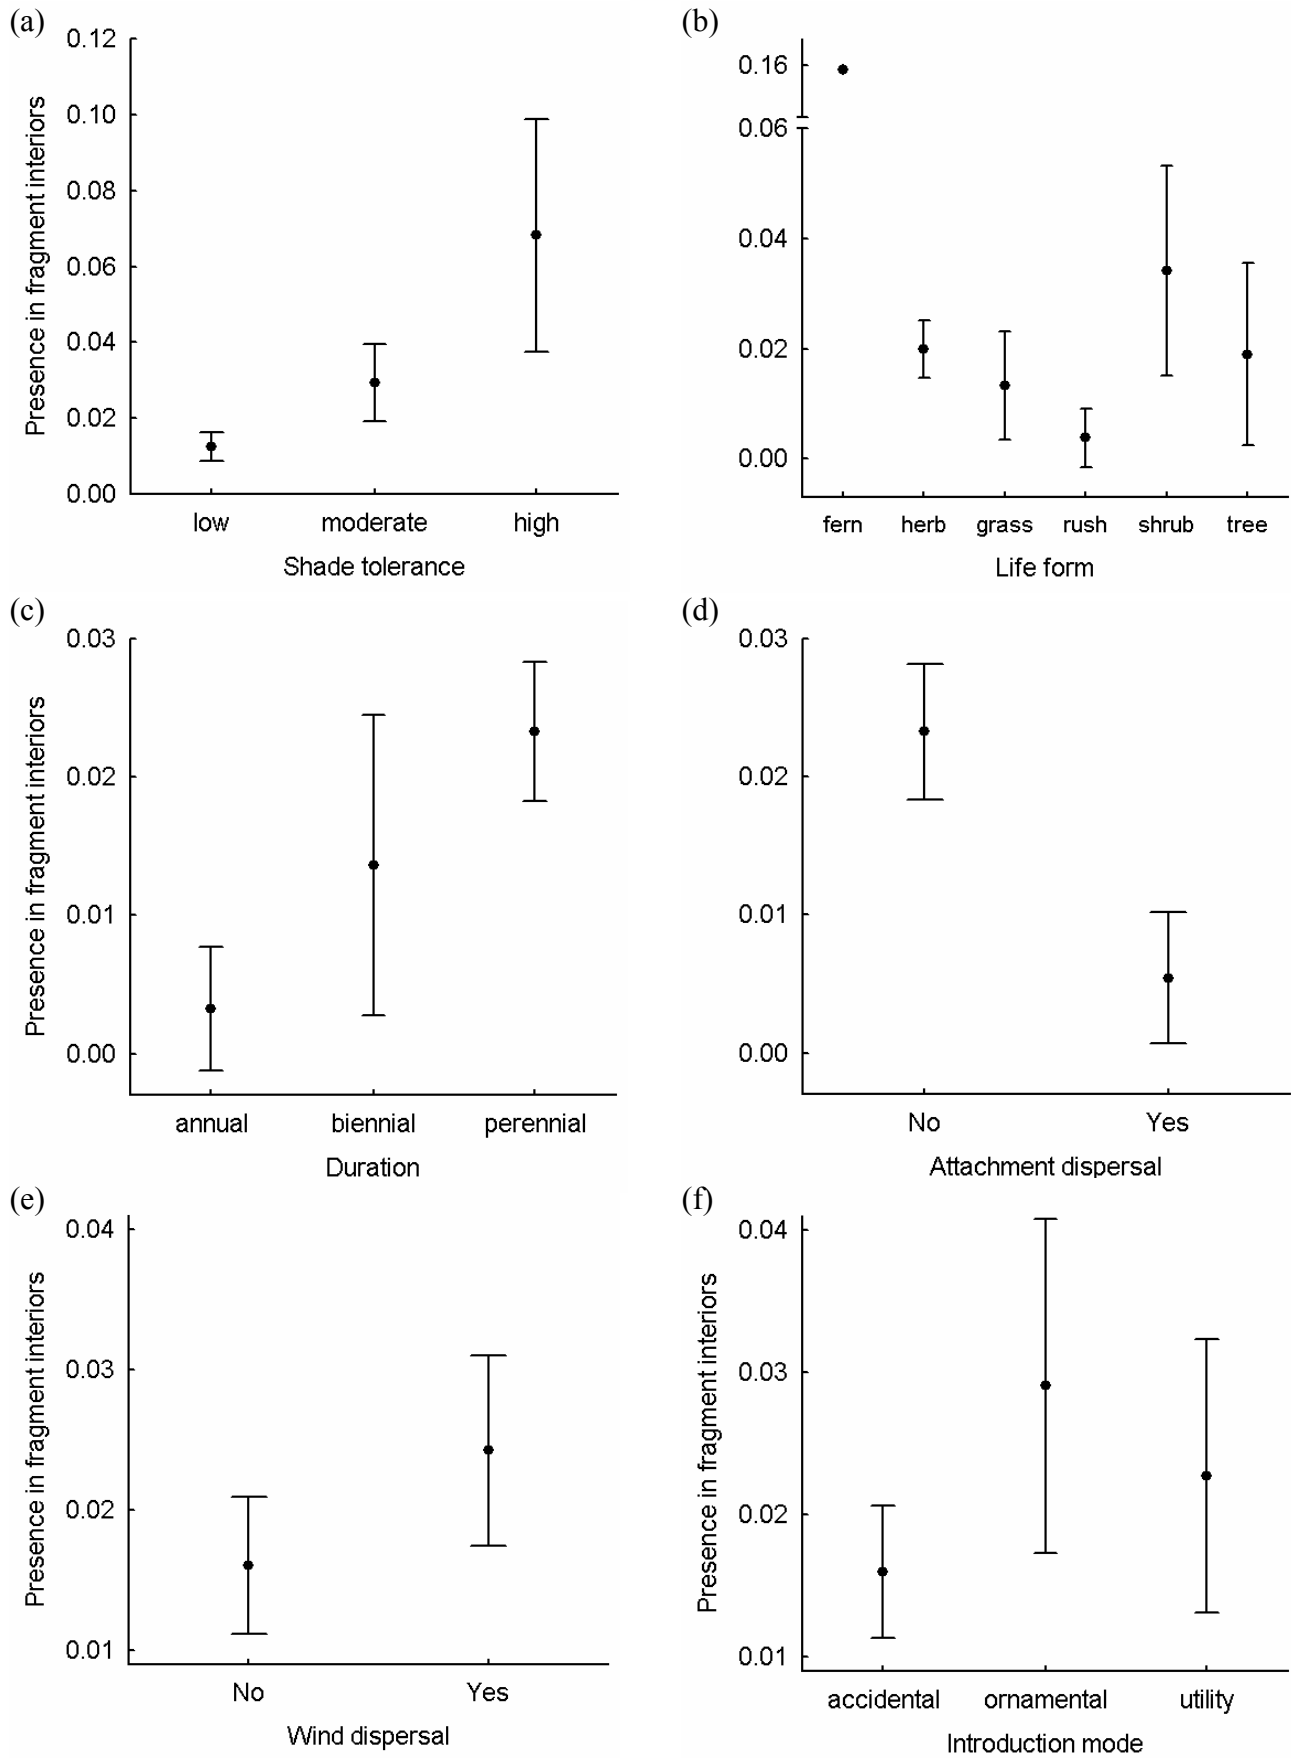 (a)
0.12
0.10
0.08
0.06
0.04
0.02
0.00
Presence in fragment interiors
low moderate high
Shade tolerance
(b)
0.16
0.06
0.04
0.02
0.00
fern herb grass rush shrub tree
Life form
(c)
0.03
0.02
0.01
0.00
Presence in fragment interiors
annual biennial perennial
Duration
(d)
0.03
0.02
0.01
0.00
No Yes
Attachment dispersal
(e)
0.04
0.03
0.02
0.01
Presence in fragment interiors
No Yes
Wind dispersal
(f)
0.04
0.03
0.02
0.01
Presence in fragment interiors
accidental ornamental utility
Introduction mode